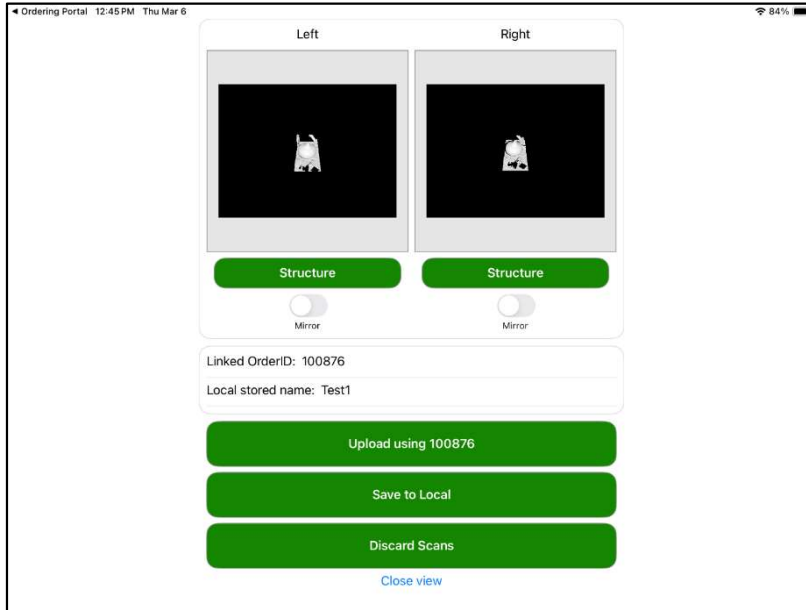 ◀ Ordering Portal 12:45 PM Thu Mar 6 84%
Left Right
Structure Structure
Mirror Mirror
Linked OrderID: 100876
Local stored name: Test1
Upload using 100876
Save to Local
Discard Scans
Close view